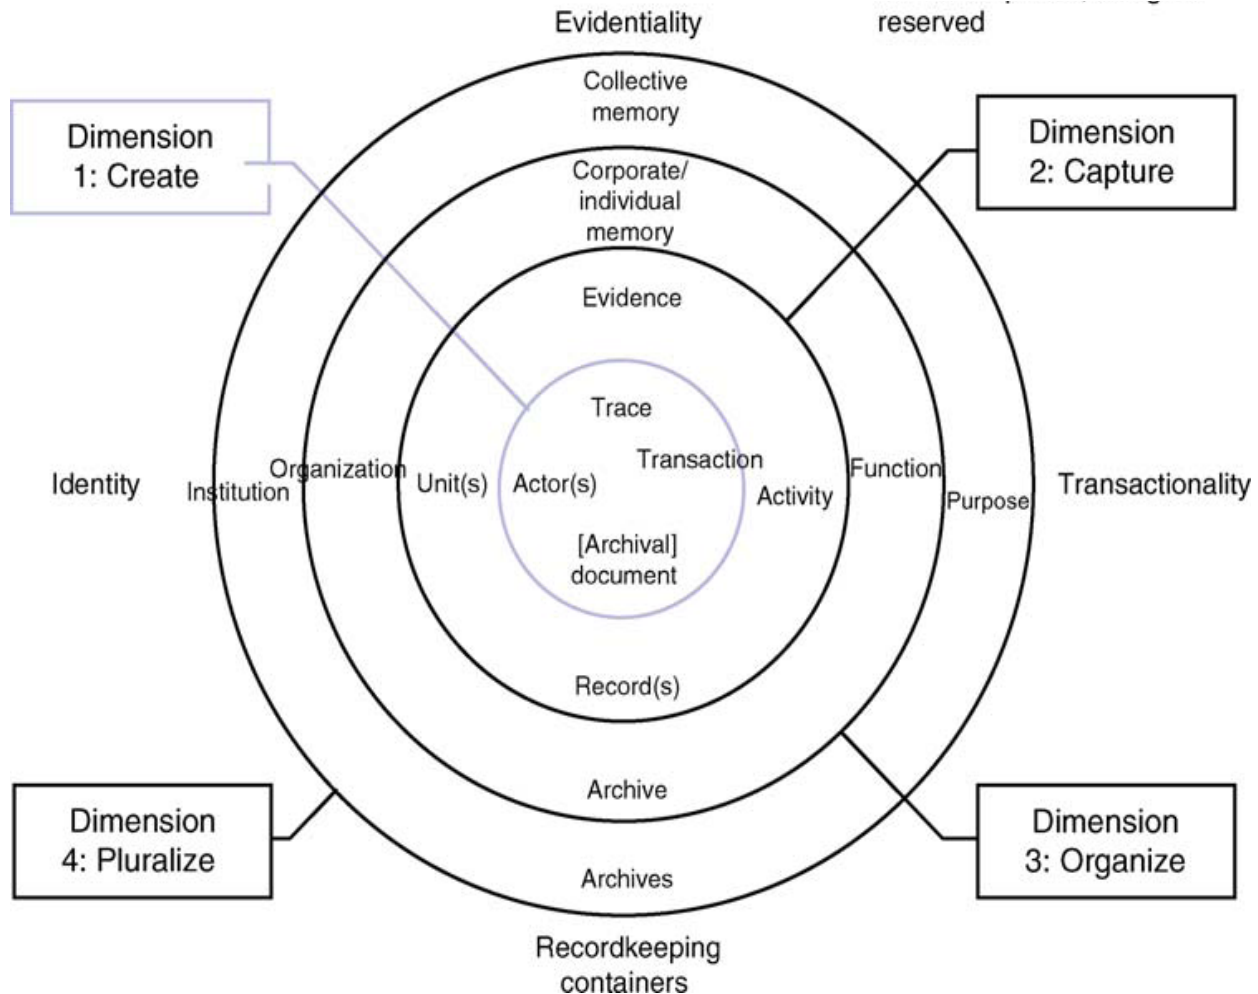 Evidentiality
reserved
Collective
memory
Dimension
1: Create
Dimension
2: Capture
Corporate/
individual
memory
Evidence
Trace
Transaction
Identity
Institution
Organization
Unit(s)
Actor(s)
Activity
Function
Purpose
Transactionality
[Archival]
document
Record(s)
Archive
Dimension
4: Pluralize
Dimension
3: Organize
Archives
Recordkeeping
containers